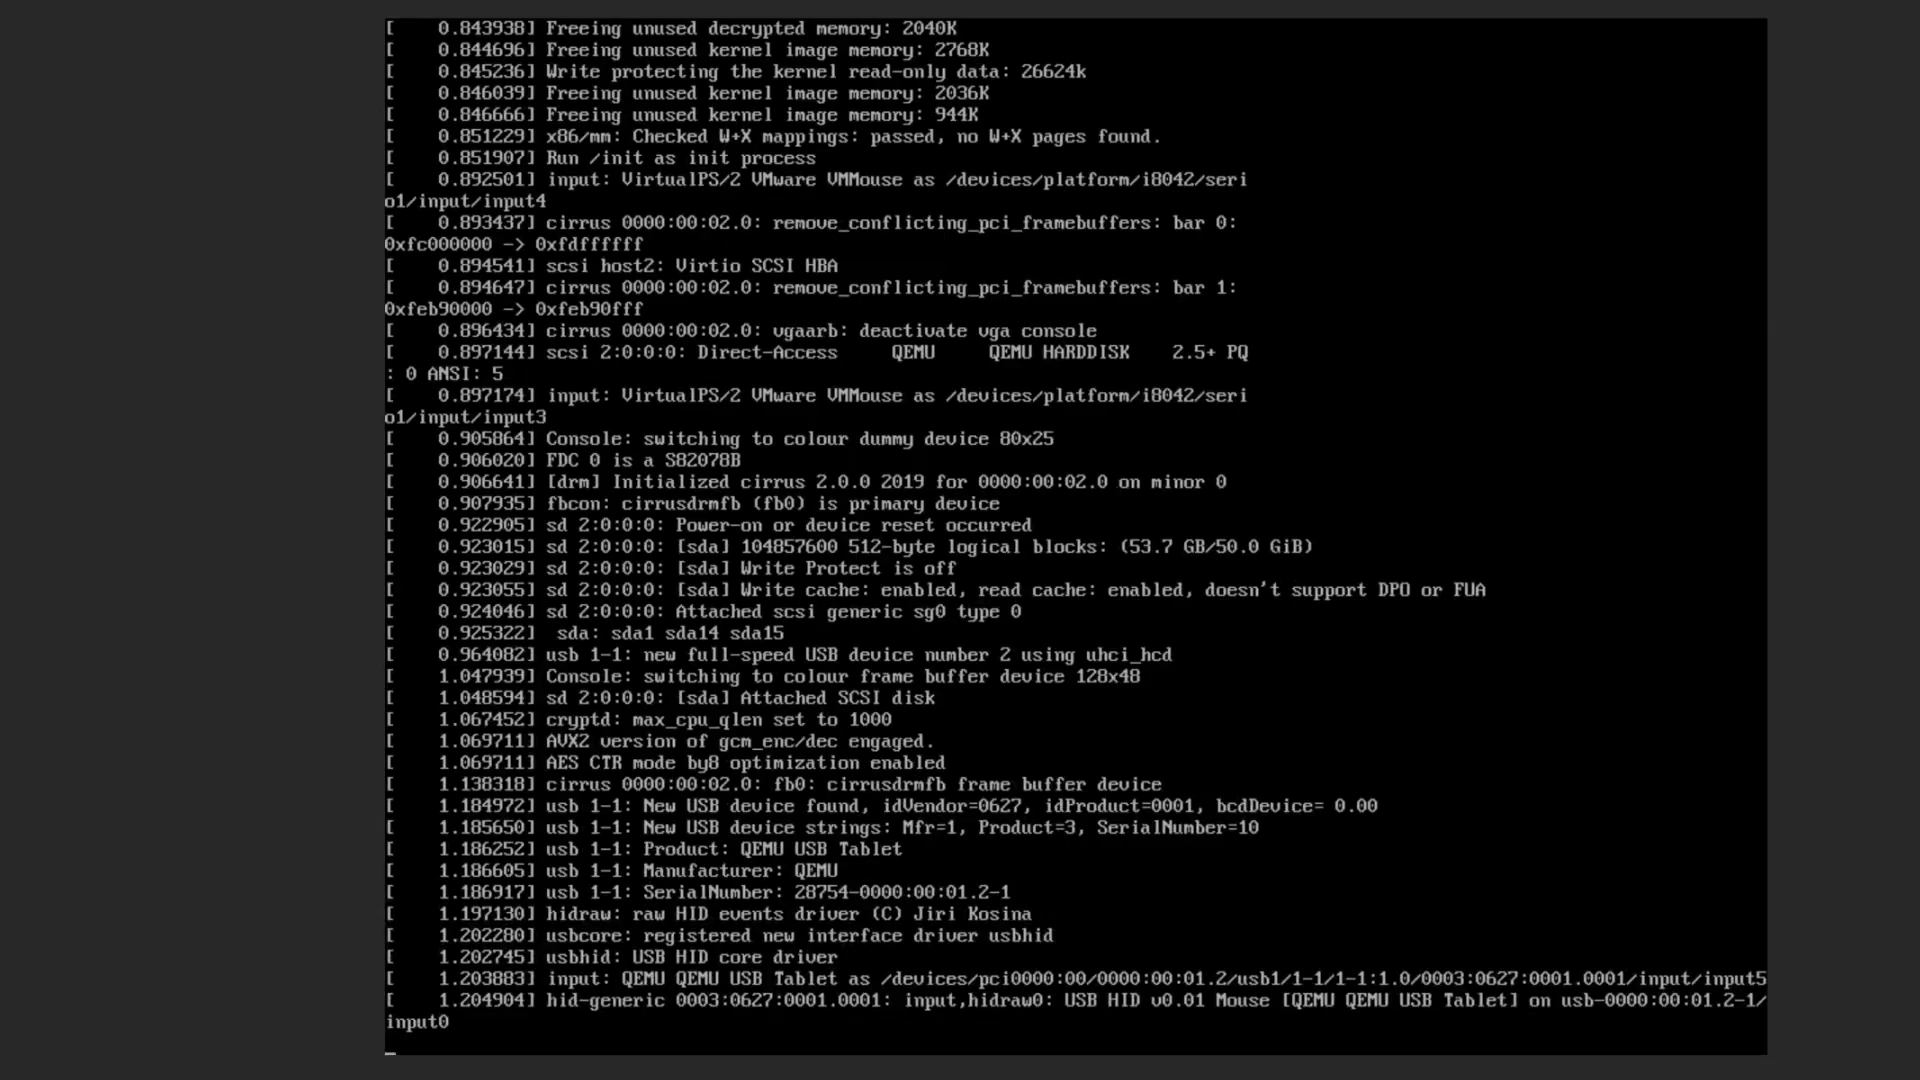 [    0.843938] Freeing unused decrypted memory: 2040K
[    0.844696] Freeing unused kernel image memory: 2768K
[    0.845236] Write protecting the kernel read-only data: 26624k
[    0.846039] Freeing unused kernel image memory: 2036K
[    0.846666] Freeing unused kernel image memory: 944K
[    0.851229] x86/mm: Checked W+X mappings: passed, no W+X pages found.
[    0.851907] Run /init as init process
[    0.892501] input: VirtualPS/2 VMware VMMouse as /devices/platform/i8042/seri
o1/input/input4
[    0.893437] cirrus 0000:00:02.0: remove_conflicting_pci_framebuffers: bar 0:
0xfc000000 -> 0xfdffffff
[    0.894541] scsi host2: Virtio SCSI HBA
[    0.894647] cirrus 0000:00:02.0: remove_conflicting_pci_framebuffers: bar 1:
0xfeb90000 -> 0xfeb90fff
[    0.896434] cirrus 0000:00:02.0: vgaarb: deactivate vga console
[    0.897144] scsi 2:0:0:0: Direct-Access     QEMU     QEMU HARDDISK    2.5+ PQ
: 0 ANSI: 5
[    0.897174] input: VirtualPS/2 VMware VMMouse as /devices/platform/i8042/seri
o1/input/input3
[    0.905864] Console: switching to colour dummy device 80x25
[    0.906020] FDC 0 is a S82078B
[    0.906641] [drm] Initialized cirrus 2.0.0 2019 for 0000:00:02.0 on minor 0
[    0.907935] fbcon: cirrusdrmfb (fb0) is primary device
[    0.922905] sd 2:0:0:0: Power-on or device reset occurred
[    0.923015] sd 2:0:0:0: [sda] 104857600 512-byte logical blocks: (53.7 GB/50.0 GiB)
[    0.923029] sd 2:0:0:0: [sda] Write Protect is off
[    0.923055] sd 2:0:0:0: [sda] Write cache: enabled, read cache: enabled, doesn't support DPO or FUA
[    0.924046] sd 2:0:0:0: Attached scsi generic sg0 type 0
[    0.925322]  sda: sda1 sda14 sda15
[    0.964082] usb 1-1: new full-speed USB device number 2 using uhci_hcd
[    1.047939] Console: switching to colour frame buffer device 128x48
[    1.048594] sd 2:0:0:0: [sda] Attached SCSI disk
[    1.067452] cryptd: max_cpu_qlen set to 1000
[    1.069711] AVX2 version of gcm_enc/dec engaged.
[    1.069711] AES CTR mode by8 optimization enabled
[    1.138318] cirrus 0000:00:02.0: fb0: cirrusdrmfb frame buffer device
[    1.184972] usb 1-1: New USB device found, idVendor=0627, idProduct=0001, bcdDevice= 0.00
[    1.185650] usb 1-1: New USB device strings: Mfr=1, Product=3, SerialNumber=10
[    1.186252] usb 1-1: Product: QEMU USB Tablet
[    1.186605] usb 1-1: Manufacturer: QEMU
[    1.186917] usb 1-1: SerialNumber: 28754-0000:00:01.2-1
[    1.197130] hidraw: raw HID events driver (C) Jiri Kosina
[    1.202280] usbcore: registered new interface driver usbhid
[    1.202745] usbhid: USB HID core driver
[    1.203883] input: QEMU QEMU USB Tablet as /devices/pci0000:00/0000:00:01.2/usb1/1-1/1-1:1.0/0003:0627:0001.0001/input/input5
[    1.204904] hid-generic 0003:0627:0001.0001: input,hidraw0: USB HID v0.01 Mouse [QEMU QEMU USB Tablet] on usb-0000:00:01.2-1/
input0